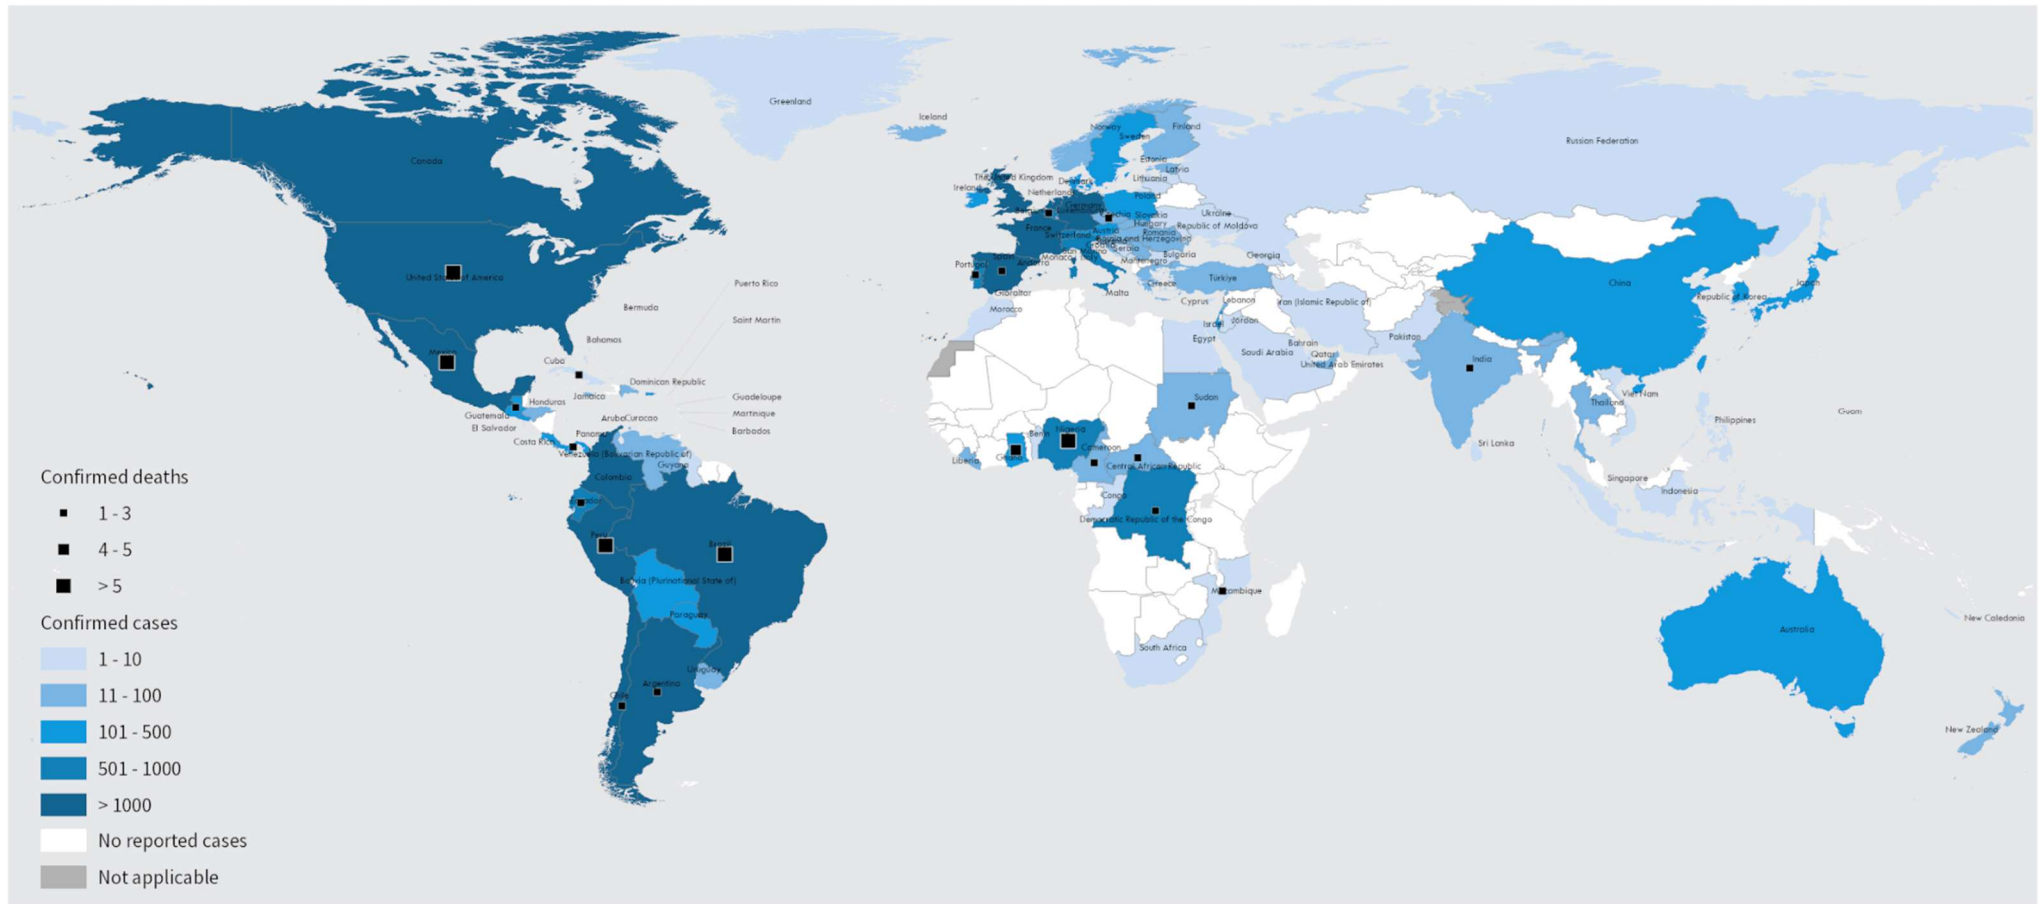 Greenland
Iceland
Norway
Finland
Sweden
Russian Federation
Canada
Estonia
Latvia
Lithuania
The United Kingdom
Ireland
Denmark
Netherlands
Poland
Germany
Slovakia
Ukraine
Hungary
Republic of Moldova
France
Austria
Switzerland
Romania
Bosnia and Herzegovina
Serbia
Bulgaria
Georgia
Portugal
Spain
Andorra
Monaco
Italy
Montenegro
Türkiye
Greece
United States of America
China
Japan
Republic of Korea
Puerto Rico
Gibraltar
Malta
Cyprus
Lebanon
Iran (Islamic Republic of)
Bermuda
Morocco
Saint Martin
Israel
Jordan
Bahamas
Egypt
Bahrain
Pakistan
Mexico
Cuba
Saudi Arabia
Qatar
United Arab Emirates
India
Dominican Republic
Jamaica
Honduras
Guadeloupe
Sudan
Viet Nam
Thailand
Guatemala
Aruba
Curacao
Martinique
Guam
El Salvador
Philippines
Barbados
Costa Rica
Panama
Benin
Nigeria
Sri Lanka
Venezuela (Bolivarian Republic of)
Ghana
Cameroon
Liberia
Guyana
Central African Republic
Colombia
Singapore
Indonesia
Ecuador
Congo
Democratic Republic of the Congo
Peru
Brazil
Bolivia (Plurinational State of)
Mozambique
Paraguay
New Caledonia
Australia
South Africa
Uruguay
Argentina
Chile
New Zealand
Confirmed deaths
1 - 3
4 - 5
> 5
Confirmed cases
1 - 10
11 - 100
101 - 500
501 - 1000
> 1000
No reported cases
Not applicable